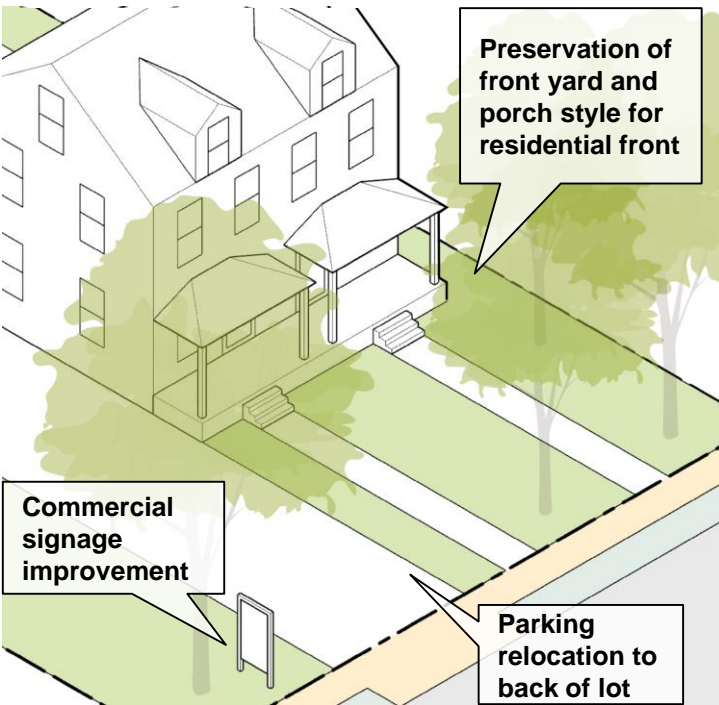 Preservation of
front yard and
porch style for
residential front
Commercial
signage
improvement
Parking
relocation to
back of lot